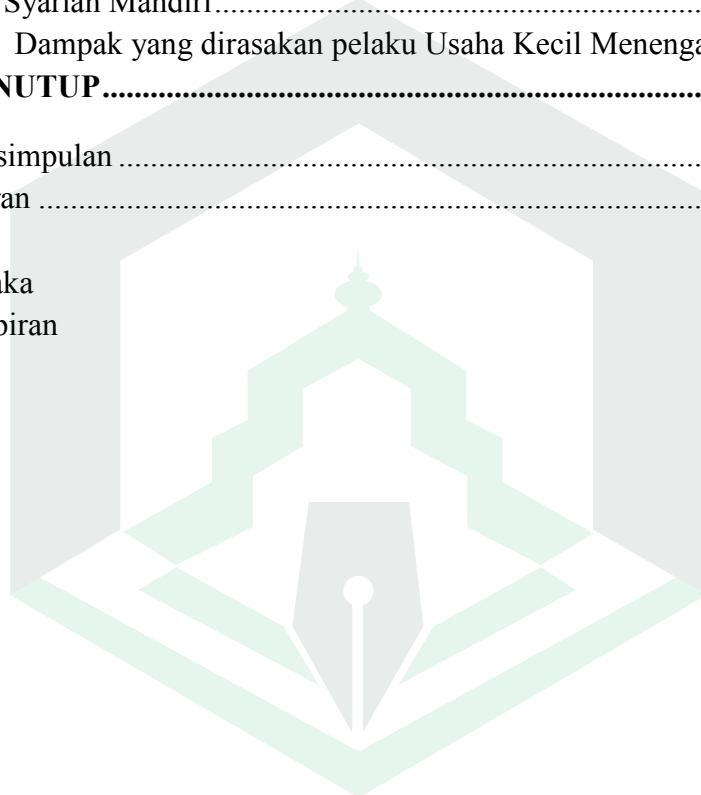 Syariah Mandiri....................................................................
Dampak yang dirasakan pelaku Usaha Kecil Menenga
NUTUP...........................................................................
simpulan .........................................................................
ran ...................................................................................
ka
piran